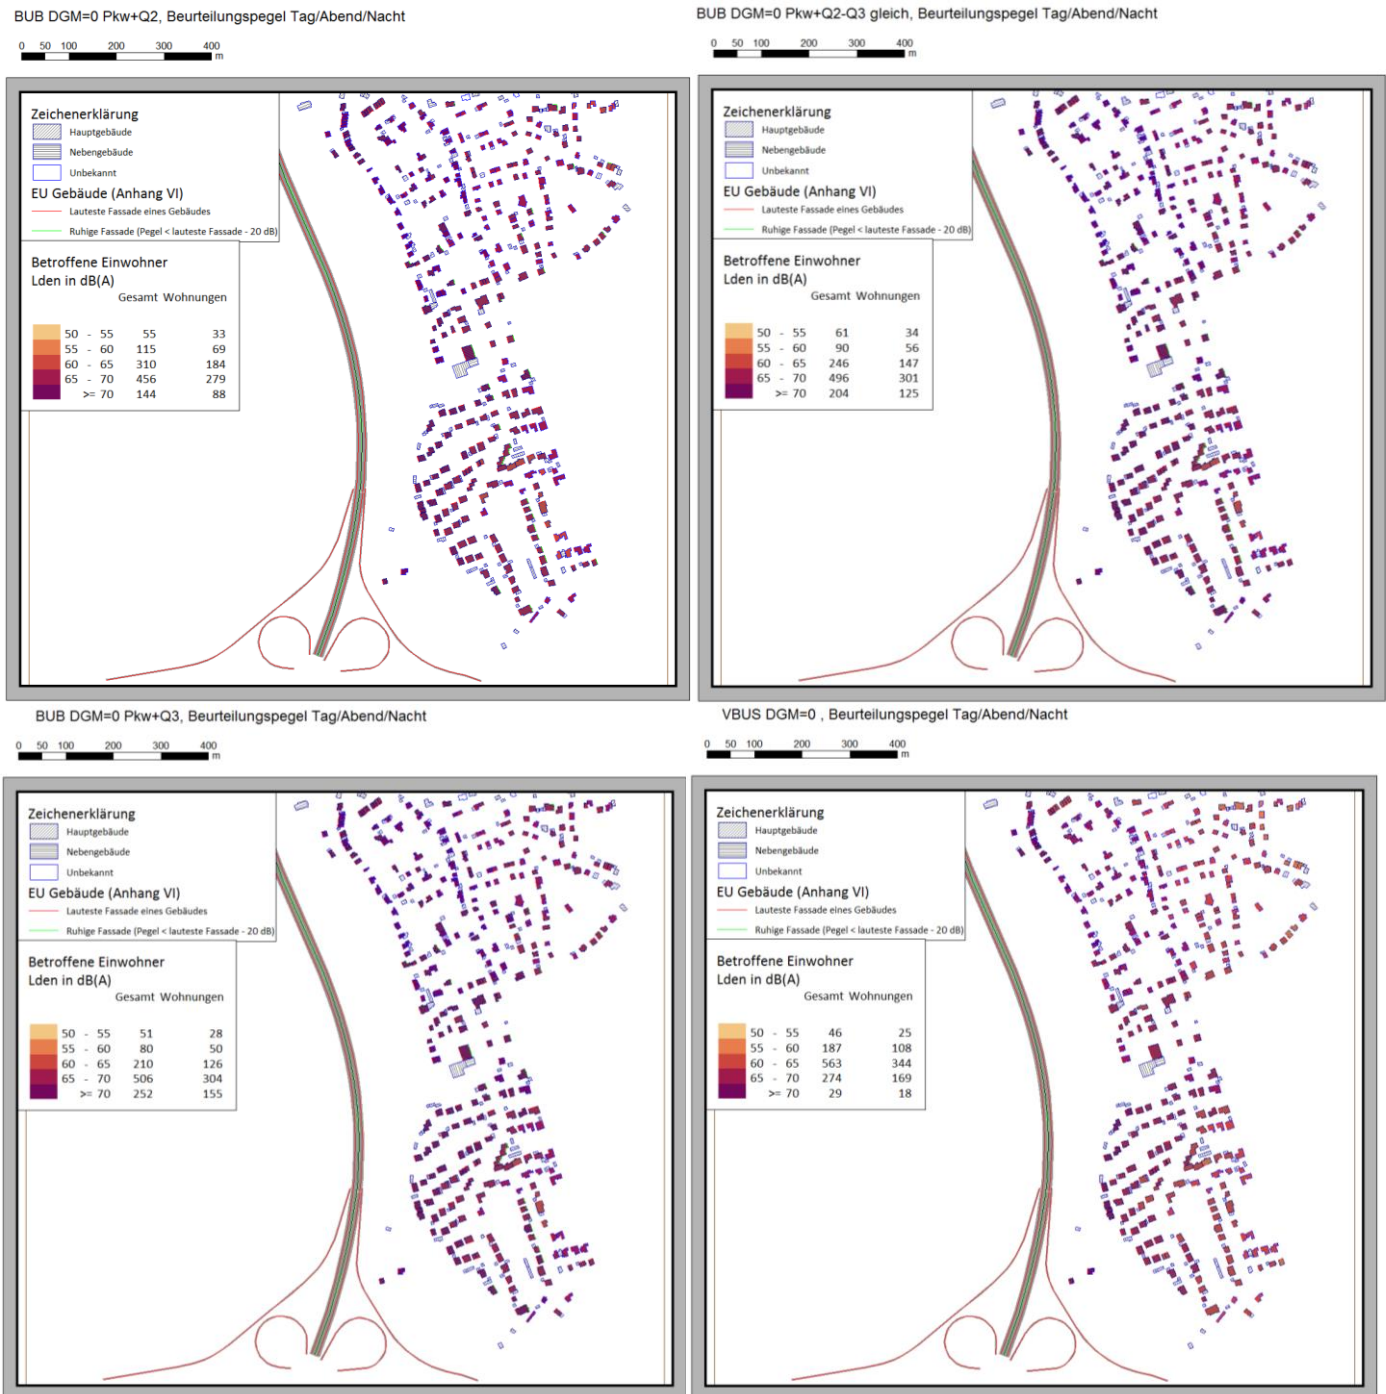 BUB DGM=0 Pkw+Q2, Beurteilungspegel Tag/Abend/Nacht
0 50 100 200 300 400
m
Zeichenerklärung
Hauptgebäude
Nebengebäude
Unbekannt
EU Gebäude (Anhang VI)
Lauteste Fassade eines Gebäudes
Ruhige Fassade (Pegel < lauteste Fassade - 20 dB)
Betroffene Einwohner
Lden in dB(A)
Gesamt Wohnungen
50 - 55 55 33
55 - 60 115 69
60 - 65 310 184
65 - 70 456 279
>= 70 144 88
BUB DGM=0 Pkw+Q2-Q3 gleich, Beurteilungspegel Tag/Abend/Nacht
0 50 100 200 300 400
m
Zeichenerklärung
Hauptgebäude
Nebengebäude
Unbekannt
EU Gebäude (Anhang VI)
Lauteste Fassade eines Gebäudes
Ruhige Fassade (Pegel < lauteste Fassade - 20 dB)
Betroffene Einwohner
Lden in dB(A)
Gesamt Wohnungen
50 - 55 61 34
55 - 60 90 56
60 - 65 246 147
65 - 70 496 301
>= 70 204 125
BUB DGM=0 Pkw+Q3, Beurteilungspegel Tag/Abend/Nacht
0 50 100 200 300 400
m
Zeichenerklärung
Hauptgebäude
Nebengebäude
Unbekannt
EU Gebäude (Anhang VI)
Lauteste Fassade eines Gebäudes
Ruhige Fassade (Pegel < lauteste Fassade - 20 dB)
Betroffene Einwohner
Lden in dB(A)
Gesamt Wohnungen
50 - 55 51 28
55 - 60 80 50
60 - 65 210 126
65 - 70 506 304
>= 70 252 155
VBUS DGM=0 , Beurteilungspegel Tag/Abend/Nacht
0 50 100 200 300 400
m
Zeichenerklärung
Hauptgebäude
Nebengebäude
Unbekannt
EU Gebäude (Anhang VI)
Lauteste Fassade eines Gebäudes
Ruhige Fassade (Pegel < lauteste Fassade - 20 dB)
Betroffene Einwohner
Lden in dB(A)
Gesamt Wohnungen
50 - 55 46 25
55 - 60 187 108
60 - 65 563 344
65 - 70 274 169
>= 70 29 18